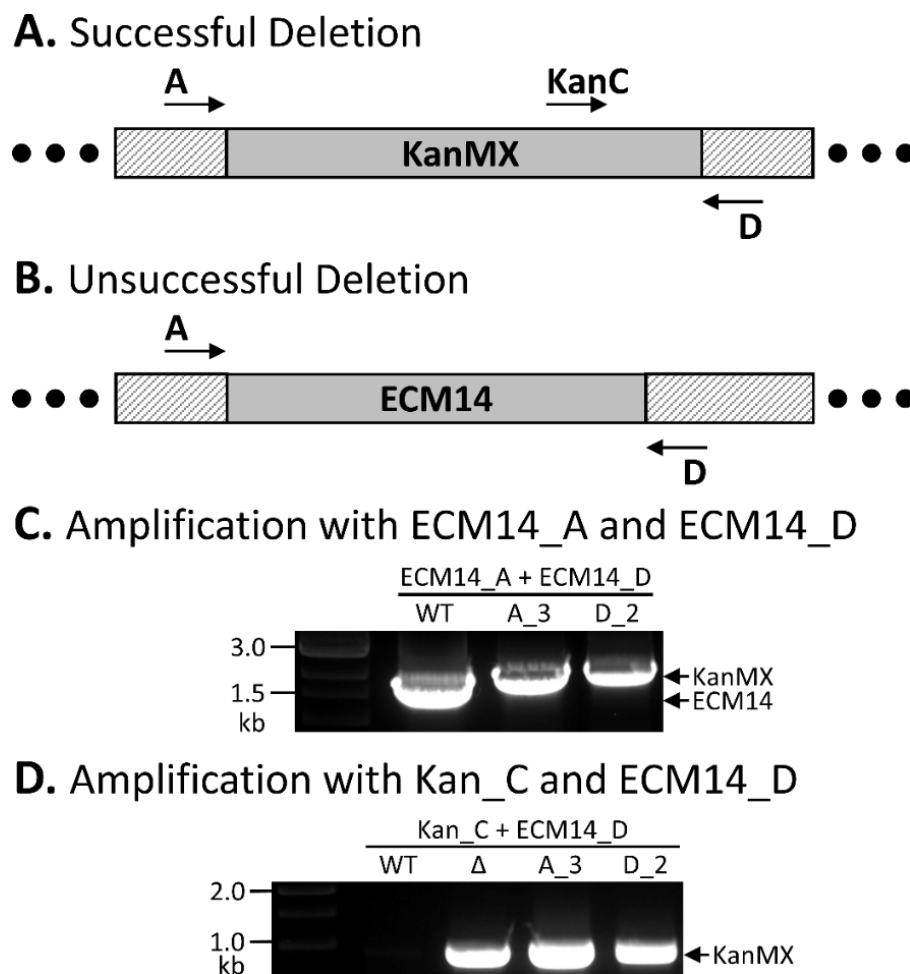 A. Successful Deletion
A KanC
KanMX
D
B. Unsuccessful Deletion
A
ECM14
D
C. Amplification with ECM14_A and ECM14_D
ECM14_A + ECM14_D
WT A_3 D_2
3.0
KanMX
1.5
ECM14
kb
D. Amplification with Kan_C and ECM14_D
Kan_C + ECM14_D
WT Δ A_3 D_2
2.0
1.0
KanMX
kb